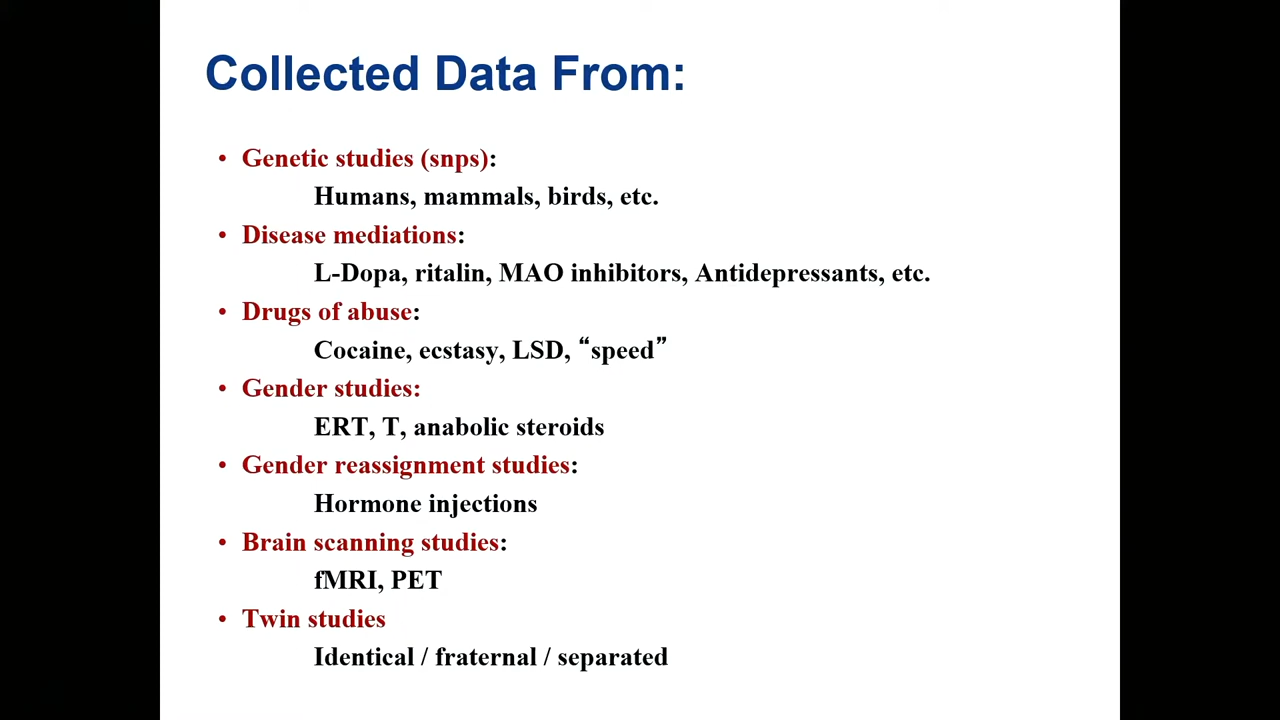 Collected Data From:
• Genetic studies (snps):
Humans, mammals, birds, etc.
• Disease mediations:
L-Dopa, ritalin, MAO inhibitors, Antidepressants, etc.
• Drugs of abuse:
Cocaine, ecstasy, LSD, “speed”
• Gender studies:
ERT, T, anabolic steroids
• Gender reassignment studies:
Hormone injections
• Brain scanning studies:
fMRI, PET
• Twin studies
Identical / fraternal / separated